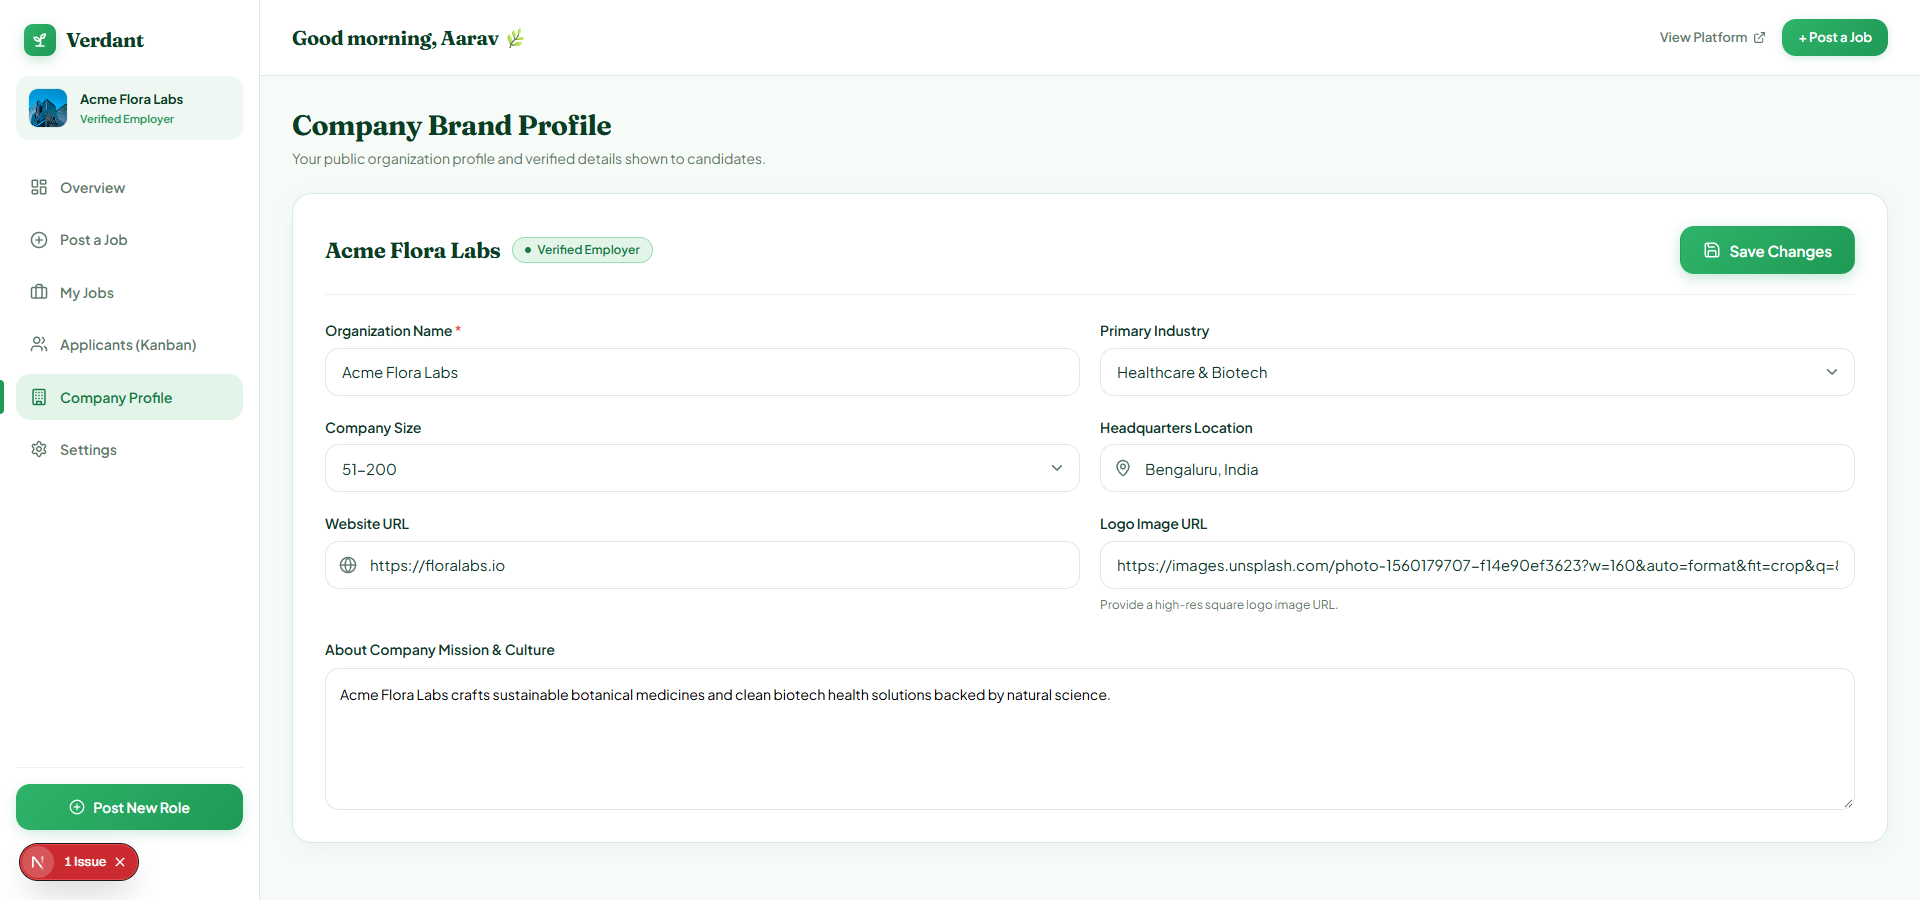 Verdant
Acme Flora Labs
Verified Employer
Overview
Post a Job
My Jobs
Applicants (Kanban)
Company Profile
Settings
Post New Role
1 Issue
Good morning, Aarav
View Platform
+ Post a Job
Company Brand Profile
Your public organization profile and verified details shown to candidates.
Acme Flora Labs
Verified Employer
Save Changes
Organization Name *
Acme Flora Labs
Primary Industry
Healthcare & Biotech
Company Size
51–200
Headquarters Location
Bengaluru, India
Website URL
https://floralabs.io
Logo Image URL
https://images.unsplash.com/photo-1560179707-f14e90ef3623?w=160&auto=format&fit=crop&q=
Provide a high-res square logo image URL.
About Company Mission & Culture
Acme Flora Labs crafts sustainable botanical medicines and clean biotech health solutions backed by natural science.